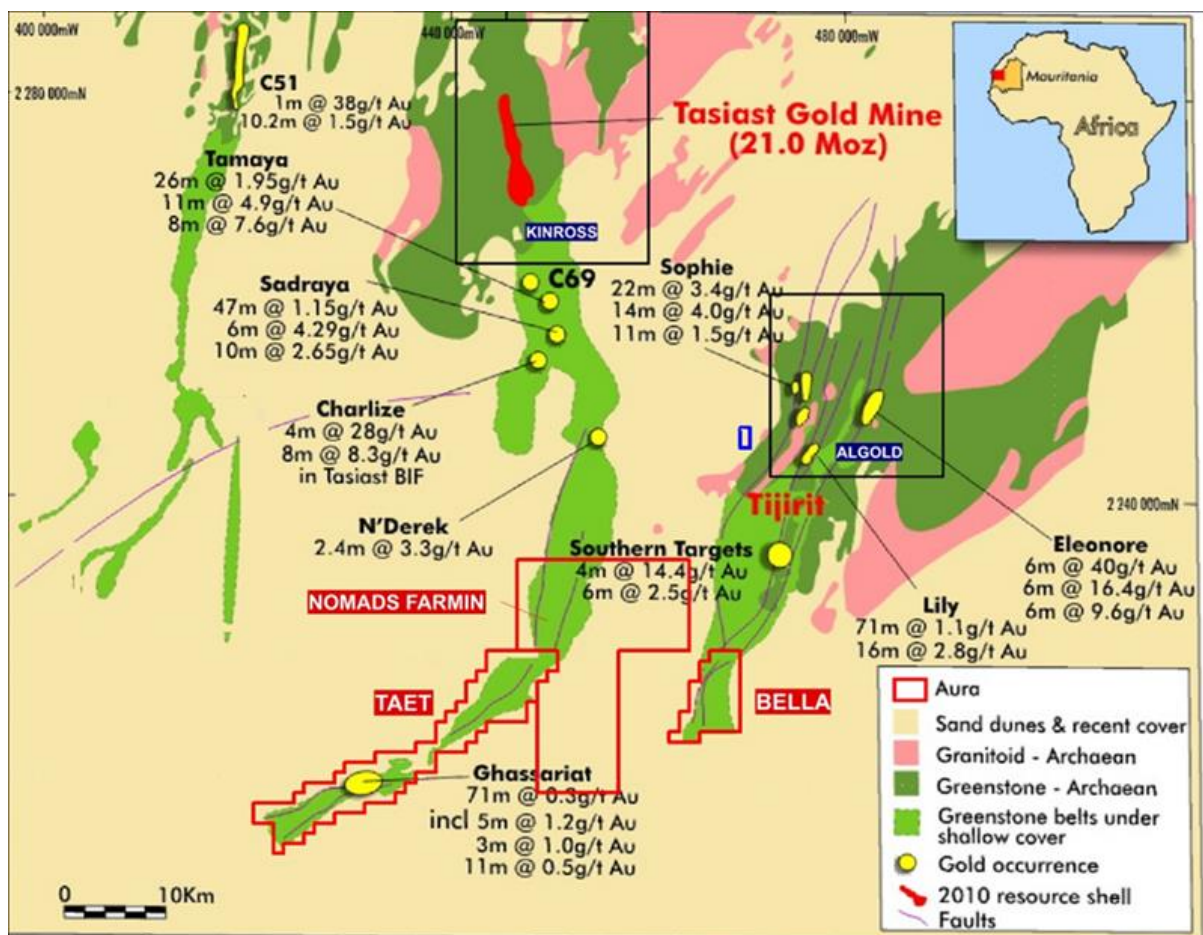 400 000mW
440 000mW
480 000mW
2 280 000mN
C51
1m @ 38g/t Au
10.2m @ 1.5g/t Au
Tasiast Gold Mine
(21.0 Moz)
Mauritania
Africa
Tamaya
26m @ 1.95g/t Au
11m @ 4.9g/t Au
8m @ 7.6g/t Au
KINROSS
C69
Sadraya
47m @ 1.15g/t Au
6m @ 4.29g/t Au
10m @ 2.65g/t Au
Sophie
22m @ 3.4g/t Au
14m @ 4.0g/t Au
11m @ 1.5g/t Au
Charlize
4m @ 28g/t Au
8m @ 8.3g/t Au
in Tasiast BIF
ALGOLD
Tijirit
2 240 000mN
N'Derek
2.4m @ 3.3g/t Au
Southern Targets
4m @ 14.4g/t Au
6m @ 2.5g/t Au
Eleonore
6m @ 40g/t Au
6m @ 16.4g/t Au
6m @ 9.6g/t Au
Lily
71m @ 1.1g/t Au
16m @ 2.8g/t Au
NOMADS FARMIN
TAET
BELLA
Ghassariat
71m @ 0.3g/t Au
incl 5m @ 1.2g/t Au
3m @ 1.0g/t Au
11m @ 0.5g/t Au
0 10Km
Aura
Sand dunes & recent cover
Granitoid - Archaean
Greenstone - Archaean
Greenstone belts under
shallow cover
Gold occurrence
2010 resource shell
Faults